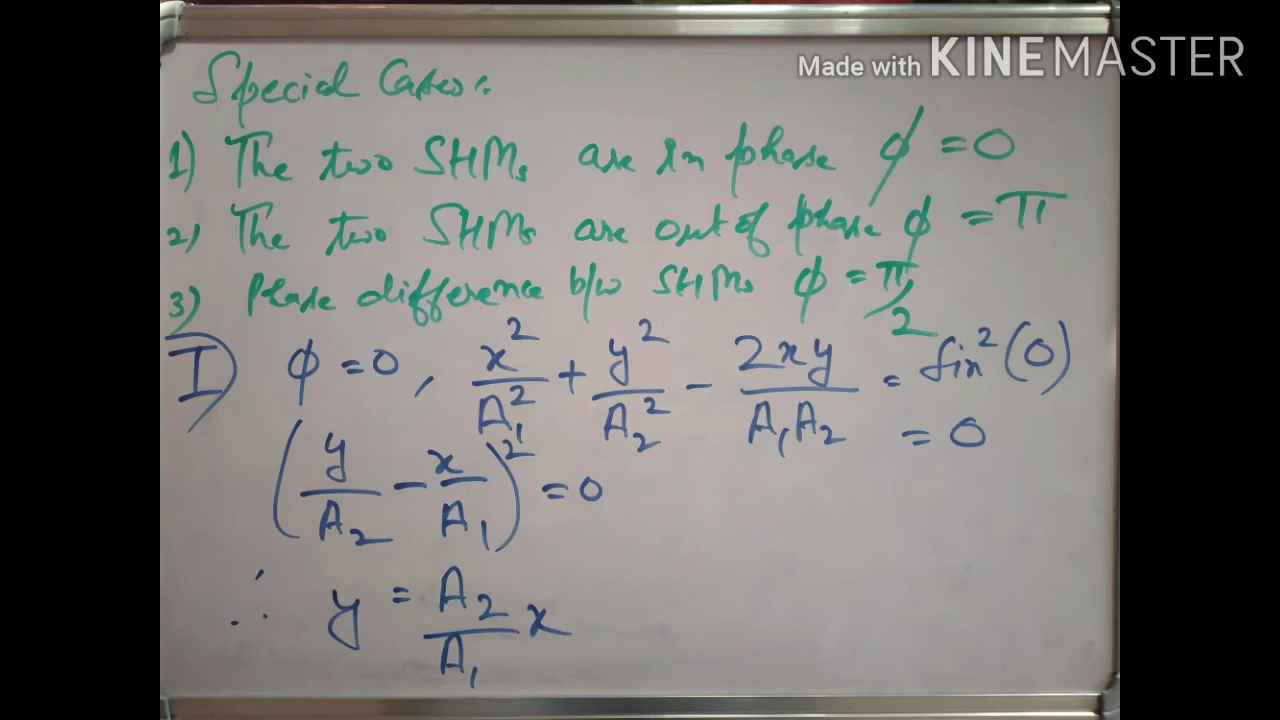 Made with KINEMASTER
Special Cases:
1) The two SHMs are in phase ϕ = 0
2) The two SHMs are out of phase ϕ = π
3) Phase difference b/w SHMs ϕ = π/2
I) ϕ = 0, x²/A₁² + y²/A₂² - 2xy/A₁A₂ = sin²(0)
= 0
(y/A₂ - x/A₁)² = 0
∴ y = A₂/A₁ x